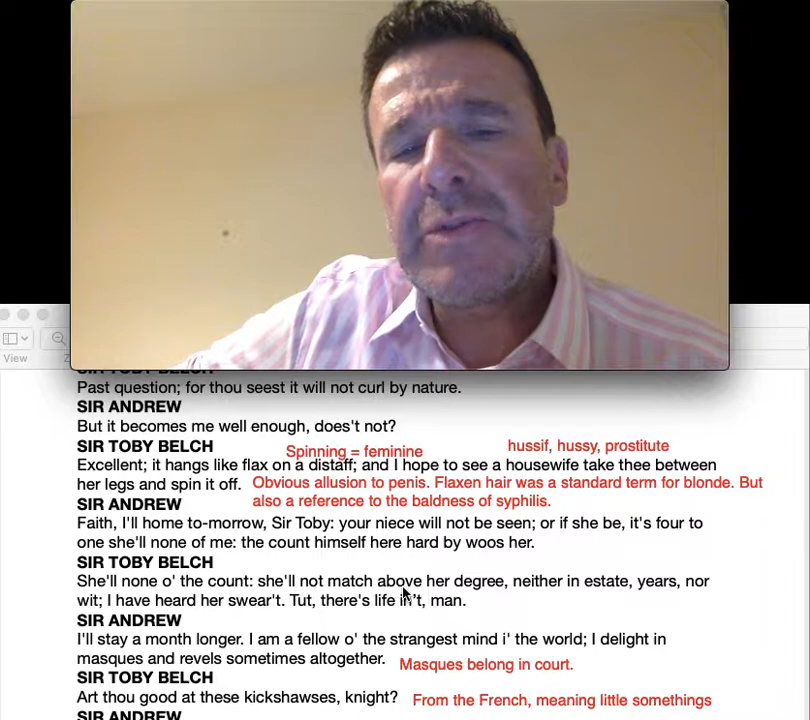 View
SIR TOBY BELCH
Past question; for thou seest it will not curl by nature.
SIR ANDREW
But it becomes me well enough, does't not?
SIR TOBY BELCH
Spinning = feminine
hussif, hussy, prostitute
Excellent; it hangs like flax on a distaff; and I hope to see a housewife take thee between
her legs and spin it off.
Obvious allusion to penis. Flaxen hair was a standard term for blonde. But
also a reference to the baldness of syphilis.
SIR ANDREW
Faith, I'll home to-morrow, Sir Toby: your niece will not be seen; or if she be, it's four to
one she'll none of me: the count himself here hard by woos her.
SIR TOBY BELCH
She'll none o' the count: she'll not match above her degree, neither in estate, years, nor
wit; I have heard her swear't. Tut, there's life in't, man.
SIR ANDREW
I'll stay a month longer. I am a fellow o' the strangest mind i' the world; I delight in
masques and revels sometimes altogether.
Masques belong in court.
SIR TOBY BELCH
Art thou good at these kickshawses, knight?
From the French, meaning little somethings
SIR ANDREW